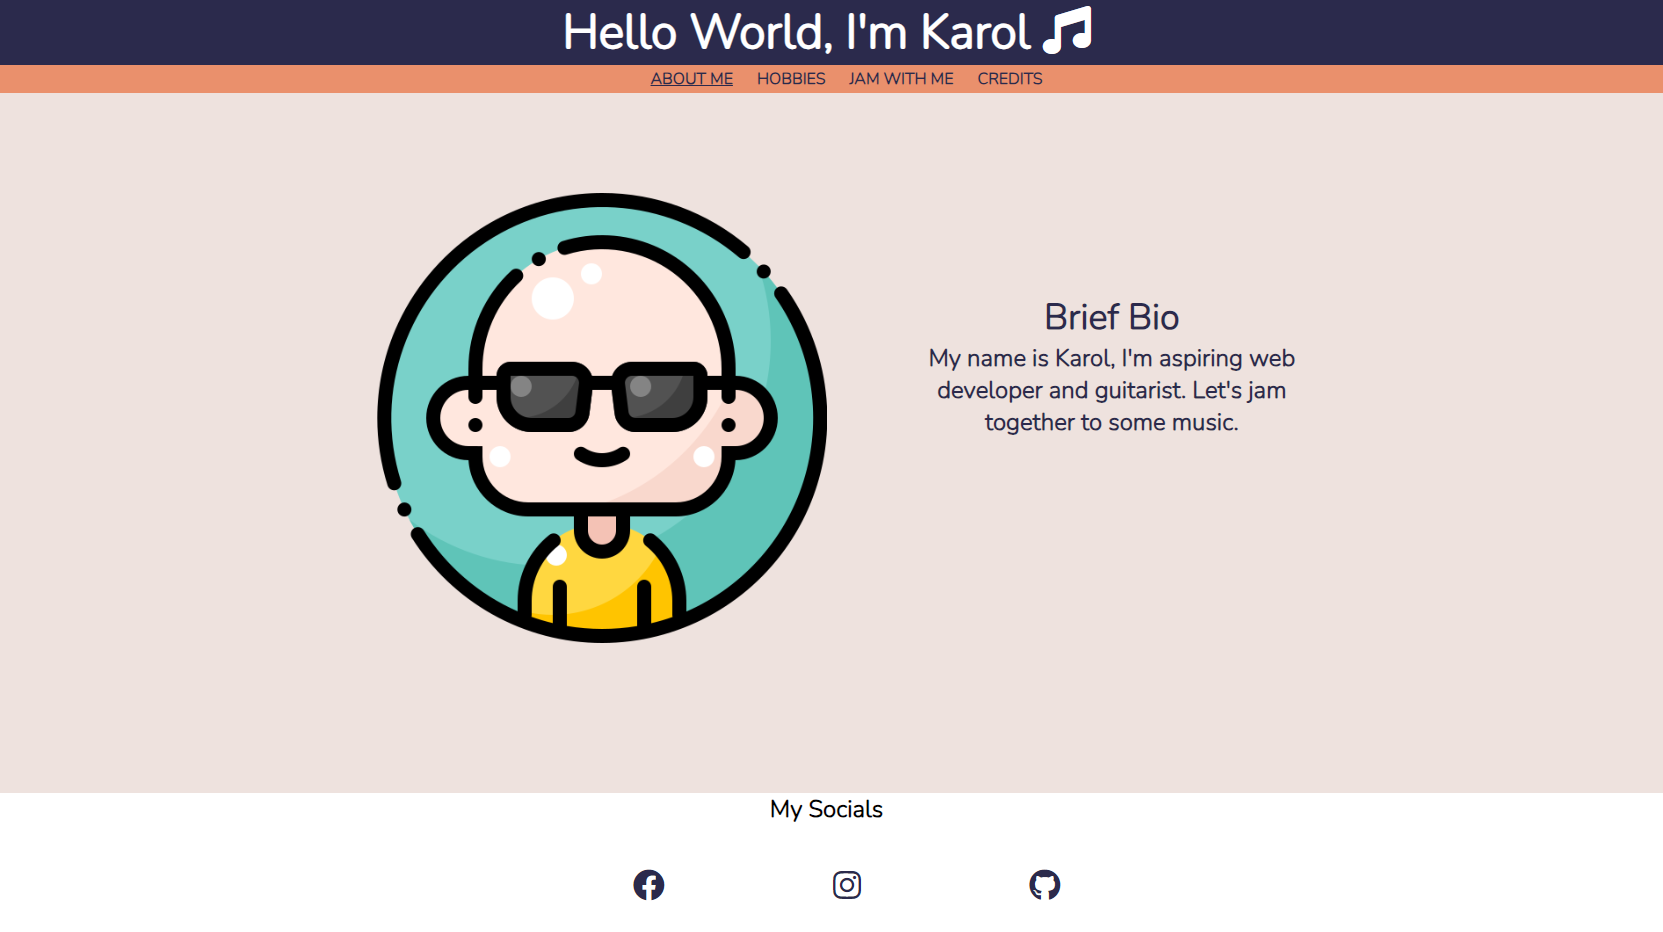 Hello World, I'm Karol
ABOUT ME HOBBIES JAM WITH ME CREDITS
Brief Bio
My name is Karol, I'm aspiring web
developer and guitarist. Let's jam
together to some music.
My Socials